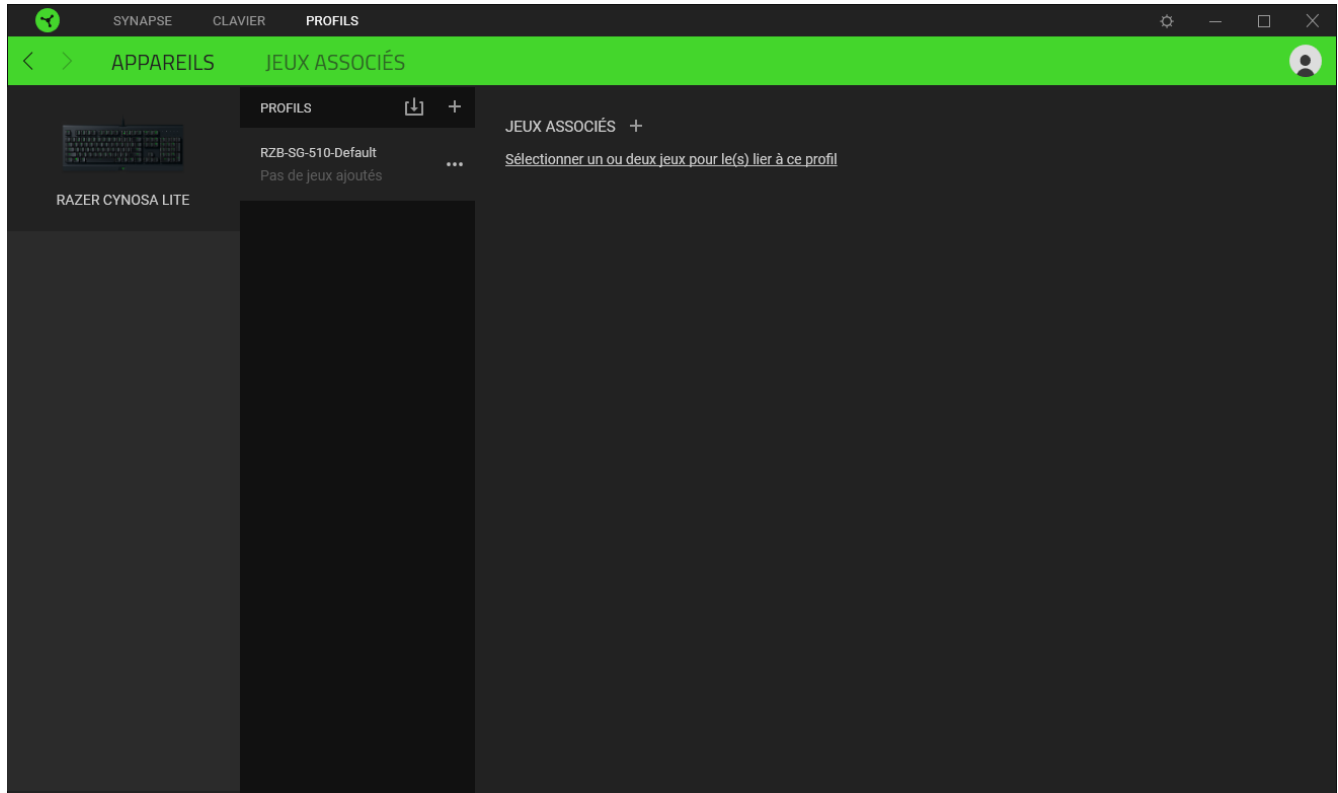 SYNAPSE CLAVIER PROFILS
APPAREILS JEUX ASSOCIÉS
PROFILS
RZB-SG-510-Default
Pas de jeux ajoutés
RAZER CYNOSA LITE
JEUX ASSOCIÉS +
Sélectionner un ou deux jeux pour le(s) lier à ce profil